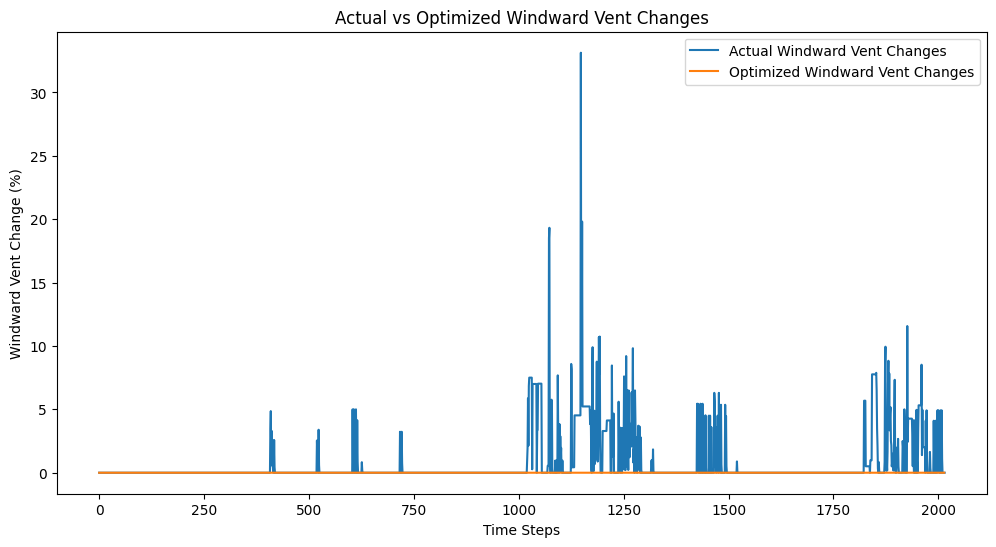 Actual vs Optimized Windward Vent Changes
Actual Windward Vent Changes
Optimized Windward Vent Changes
Windward Vent Change (%)
30
25
20
15
10
5
0
0 250 500 750 1000 1250 1500 1750 2000
Time Steps